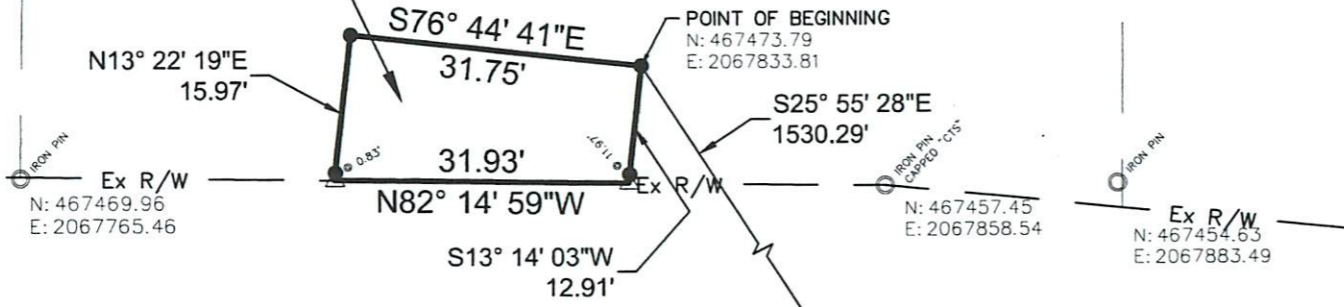 S76° 44' 41"E
31.75'
POINT OF BEGINNING
N: 467473.79
E: 2067833.81
N13° 22' 19"E
15.97'
S25° 55' 28"E
1530.29'
IRON PIN
@ 0.83'
31.93'
@ 11.97'
IRON PIN
CAPPED "CTS"
IRON PIN
Ex R/W
Ex R/W
N: 467469.96
E: 2067765.46
N82° 14' 59"W
N: 467457.45
E: 2067858.54
Ex R/W
N: 467454.63
E: 2067883.49
S13° 14' 03"W
12.91'